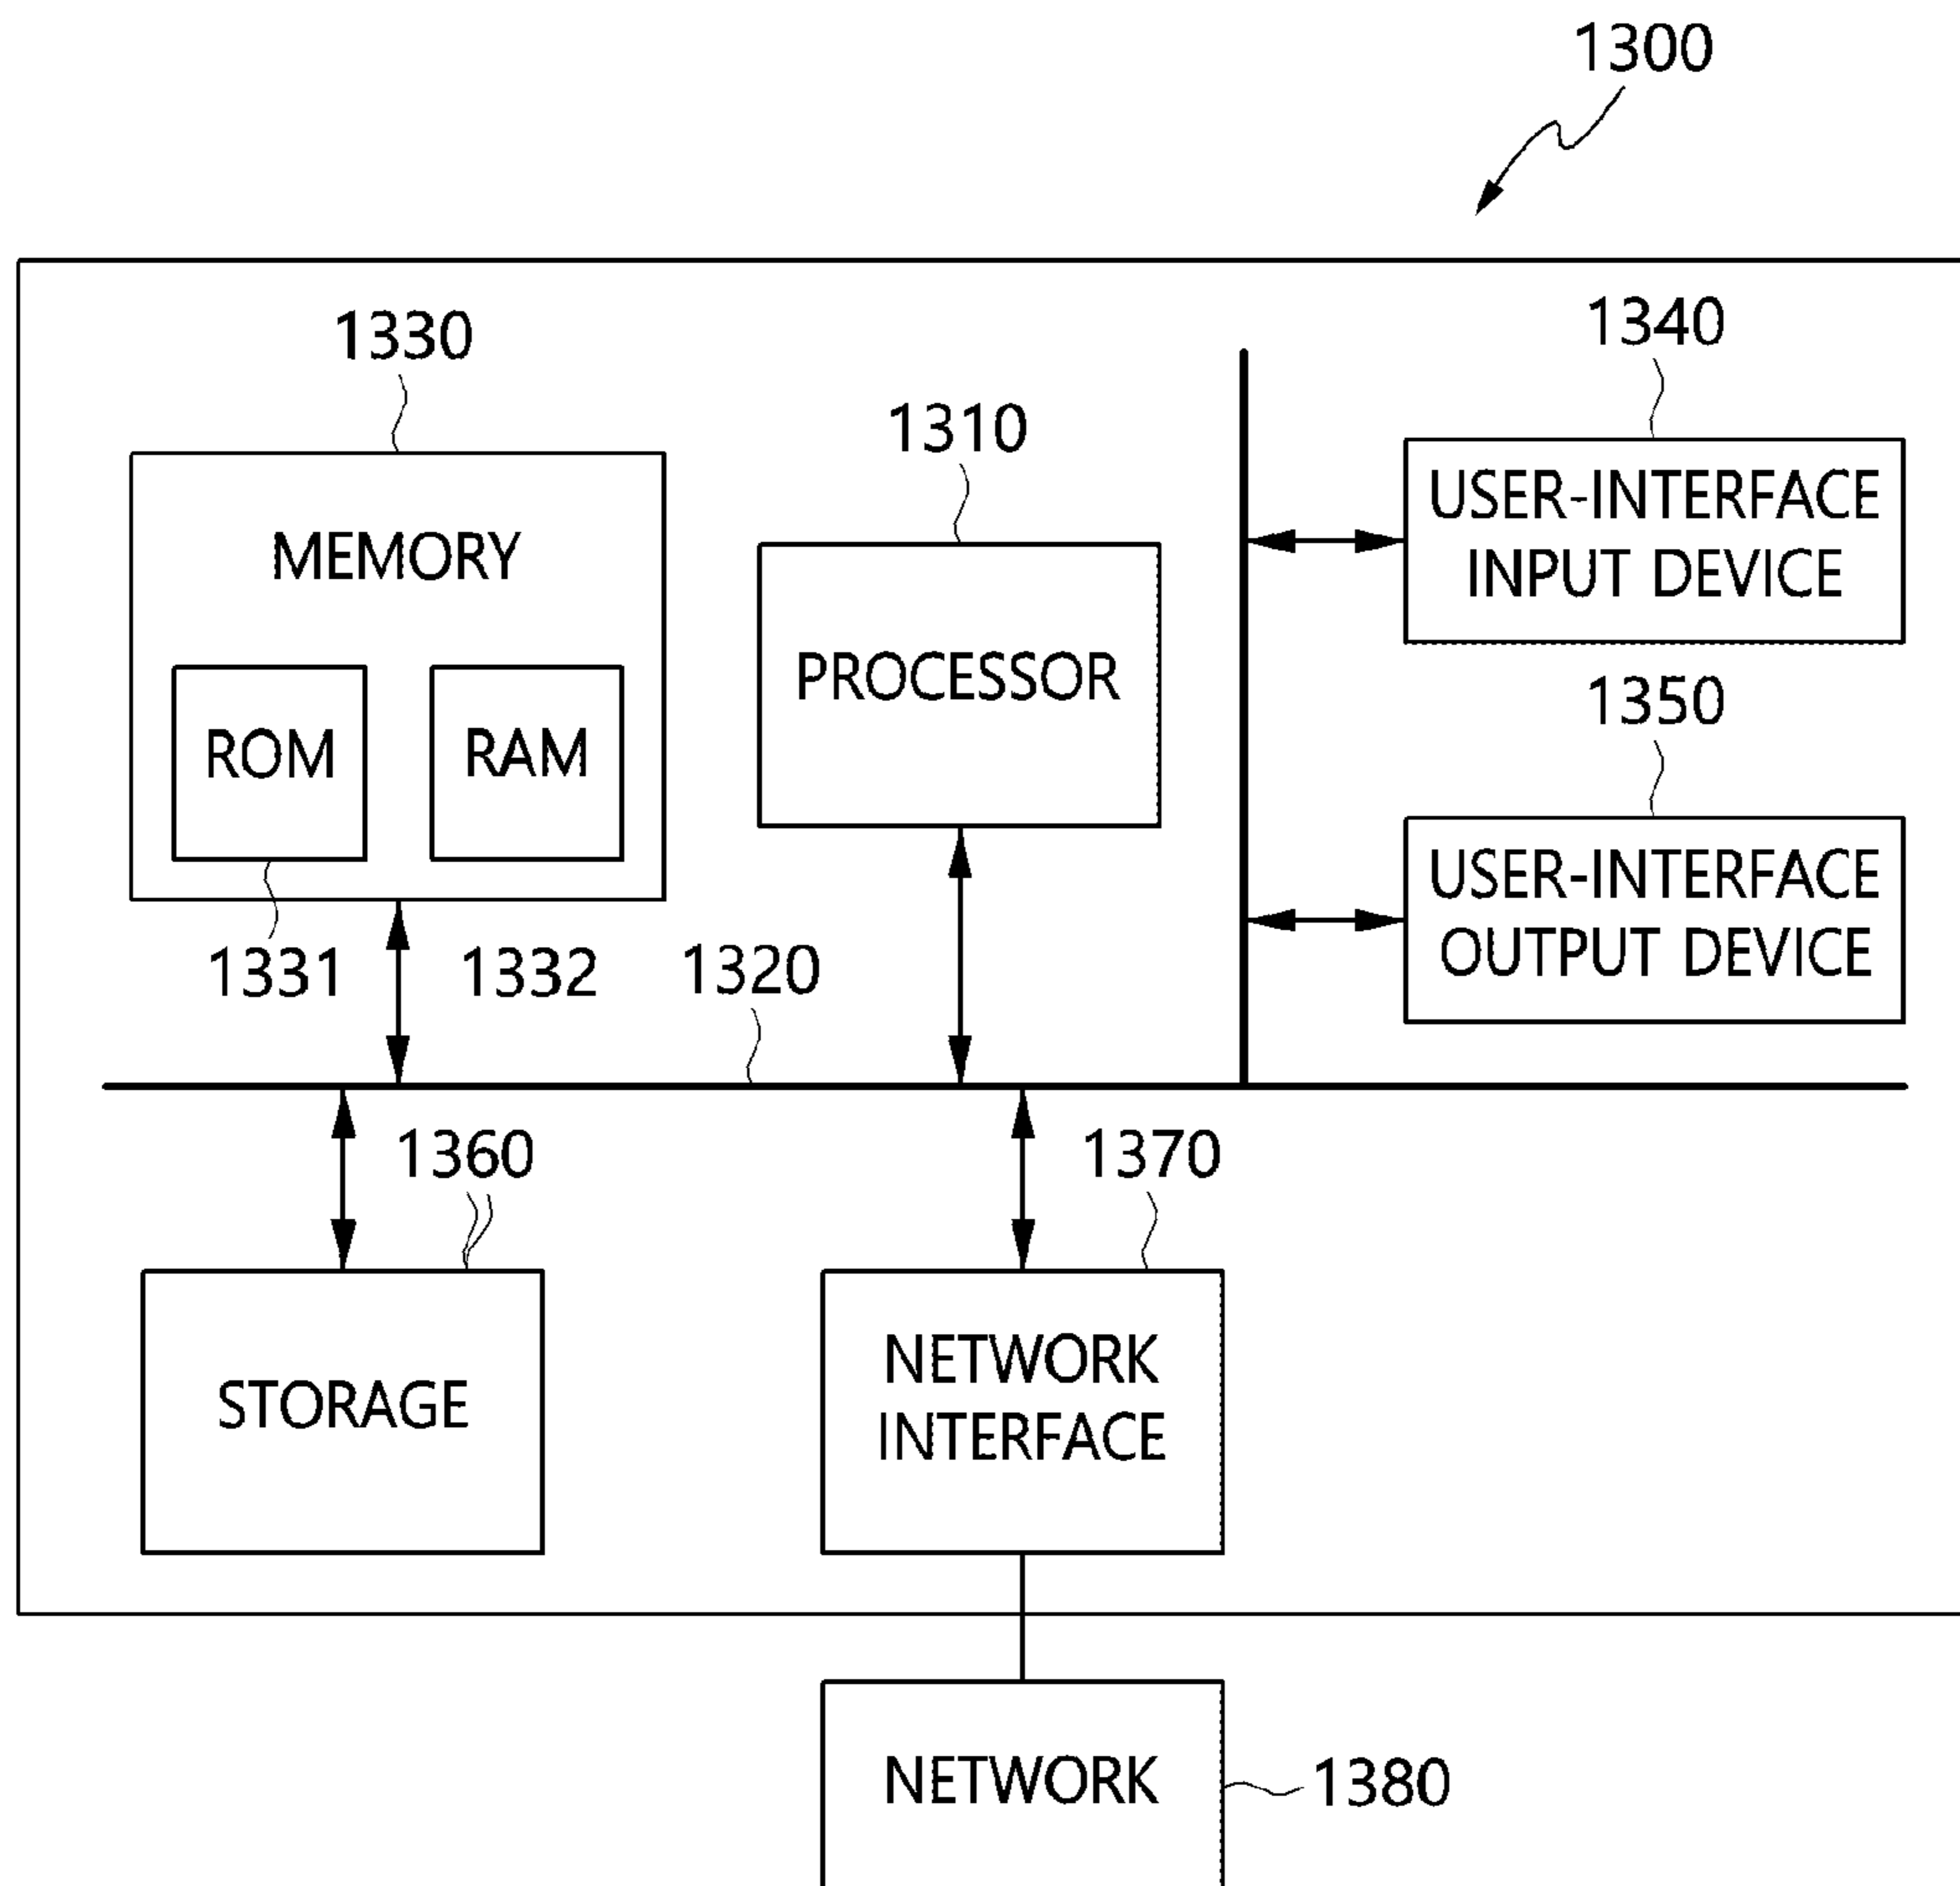 1300
1330
1310
1340
MEMORY
PROCESSOR
USER-INTERFACE
INPUT DEVICE
ROM
RAM
1350
USER-INTERFACE
OUTPUT DEVICE
1331
1332
1320
1360
1370
STORAGE
NETWORK
INTERFACE
NETWORK
1380